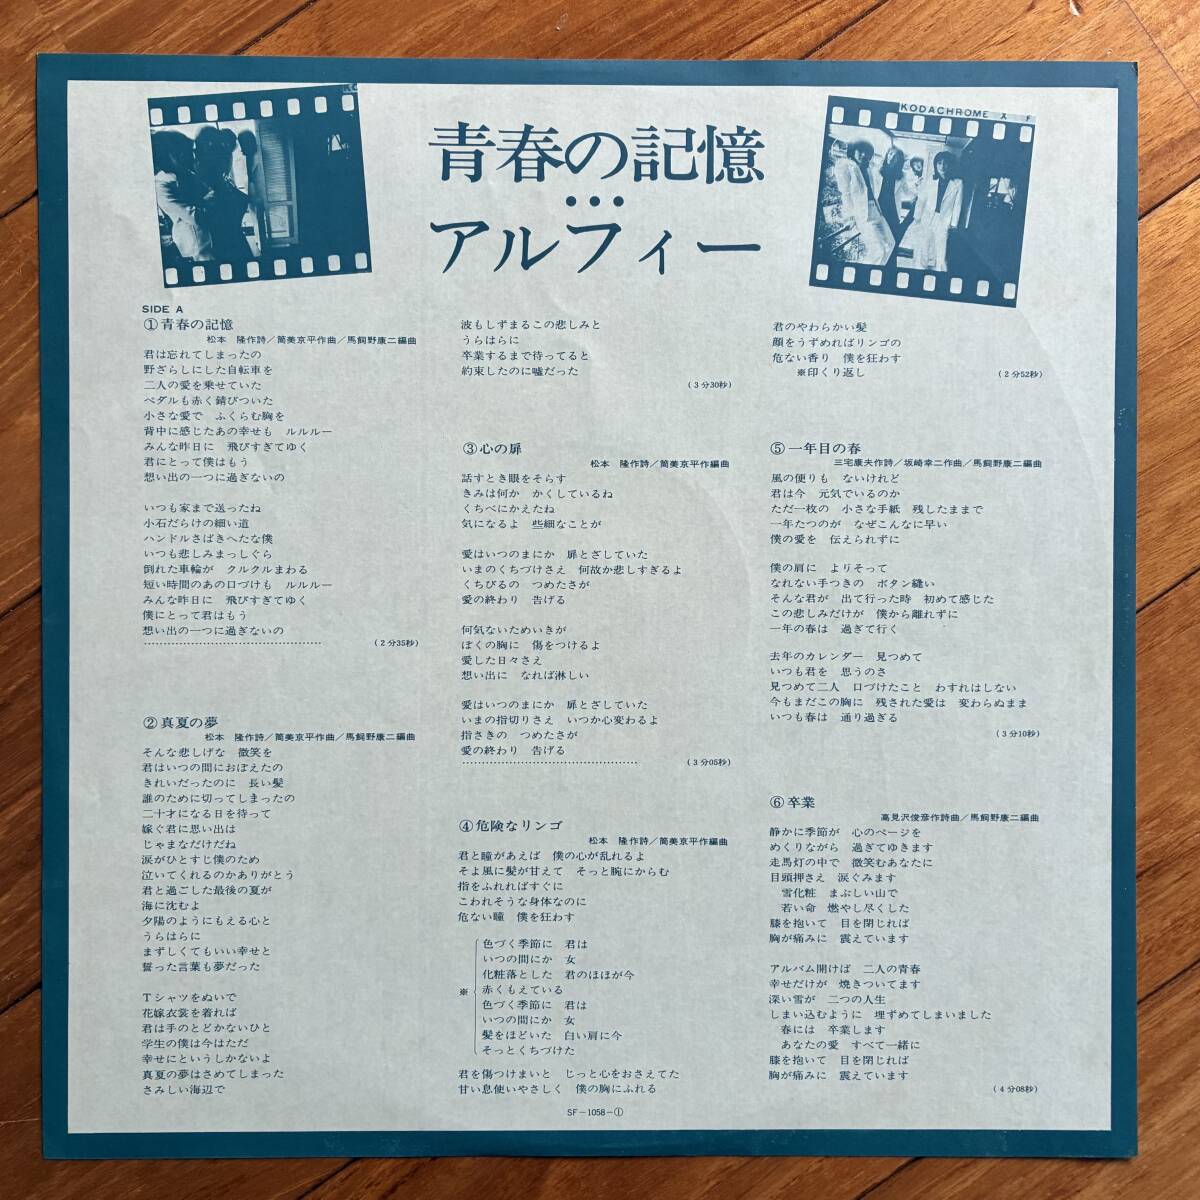 KODACHROME X F
青春の記憶
・・・
アルフィー
SIDE A
①青春の記憶
松本 隆作詩／筒美京平作曲／馬飼野康二編曲
君は忘れてしまったの
野ざらしにした自転車を
二人の愛を乗せていた
ペダルも赤く錆びついた
小さな愛で ふくらむ胸を
背中に感じたあの幸せも ルルルー
みんな昨日に 飛びすぎてゆく
君にとって僕はもう
想い出の一つに過ぎないの
いつも家まで送ったね
小石だらけの細い道
ハンドルさばきへたな僕
いつも悲しみまっしぐら
倒れた車輪が クルクルまわる
短い時間のあの口づけも ルルルー
みんな昨日に 飛びすぎてゆく
僕にとって君はもう
想い出の一つに過ぎないの
（2分35秒）
②真夏の夢
松本 隆作詩／筒美京平作曲／馬飼野康二編曲
そんな悲しげな 微笑を
君はいつの間におぼえたの
きれいだったのに 長い髪
誰のために切ってしまったの
二十才になる日を待って
嫁ぐ君に思い出は
じゃまなだけだね
涙がひとすじ僕のため
泣いてくれるのかありがとう
君と過ごした最後の夏が
海に沈むよ
夕陽のようにもえる心と
うらはらに
まずしくてもいい幸せと
誓った言葉も夢だった
Tシャツをぬいで
花嫁衣裳を着れば
君は手のとどかないひと
学生の僕は今はただ
幸せにというしかないよ
真夏の夢はさめてしまった
さみしい海辺で
波もしずまるこの悲しみと
うらはらに
卒業するまで待ってると
約束したのに嘘だった
（3分30秒）
③心の扉
松本 隆作詩／筒美京平作編曲
話すとき眼をそらす
きみは何か かくしているね
くちべにかえたね
気になるよ 些細なことが
愛はいつのまにか 扉とざしていた
いまのくちづけさえ 何故か悲しすぎるよ
くちびるの つめたさが
愛の終わり 告げる
何気ないためいきが
ぼくの胸に 傷をつけるよ
愛した日々さえ
想い出に なれば淋しい
愛はいつのまにか 扉とざしていた
いまの指切りさえ いつか心変わるよ
指さきの つめたさが
愛の終わり 告げる
（3分05秒）
④危険なリンゴ
松本 隆作詩／筒美京平作編曲
君と瞳があえば 僕の心が乱れるよ
そよ風に髪が甘えて そっと腕にからむ
指をふれればすぐに
こわれそうな身体なのに
危ない瞳 僕を狂わす
色づく季節に 君は
いつの間にか 女
化粧落とした 君のほほが今
※
赤くもえている
色づく季節に 君は
いつの間にか 女
髪をほどいた 白い肩に今
そっとくちづけた
君を傷つけまいと じっと心をおさえてた
甘い息使いやさしく 僕の胸にふれる
君のやわらかい髪
顔をうずめればリンゴの
危ない香り 僕を狂わす
※印くり返し
（2分52秒）
⑤一年目の春
三宅康夫作詩／坂崎幸二作曲／馬飼野康二編曲
風の便りも ないけれど
君は今 元気でいるのか
ただ一枚の 小さな手紙 残したままで
一年たつのが なぜこんなに早い
僕の愛を 伝えられずに
僕の肩に よりそって
なれない手つきの ボタン縫い
そんな君が 出て行った時 初めて感じた
この悲しみだけが 僕から離れずに
一年の春は 過ぎて行く
去年のカレンダー 見つめて
いつも君を 思うのさ
見つめて二人 口づけたこと わすれはしない
今もまだこの胸に 残された愛は 変わらぬまま
いつも春は 通り過ぎる
（3分10秒）
⑥卒業
高見沢俊彦作詩曲／馬飼野康二編曲
静かに季節が 心のページを
めくりながら 過ぎてゆきます
走馬灯の中で 微笑むあなたに
目頭押さえ 涙ぐみます
雪化粧 まぶしい山で
若い命 燃やし尽くした
膝を抱いて 目を閉じれば
胸が痛みに 震えています
アルバム開けば 二人の青春
幸せだけが 焼きついてます
深い雪が 二つの人生
しまい込むように 埋ずめてしまいました
春には 卒業します
あなたの愛 すべて一緒に
膝を抱いて 目を閉じれば
胸が痛みに 震えています
（4分08秒）
SF－1058－①